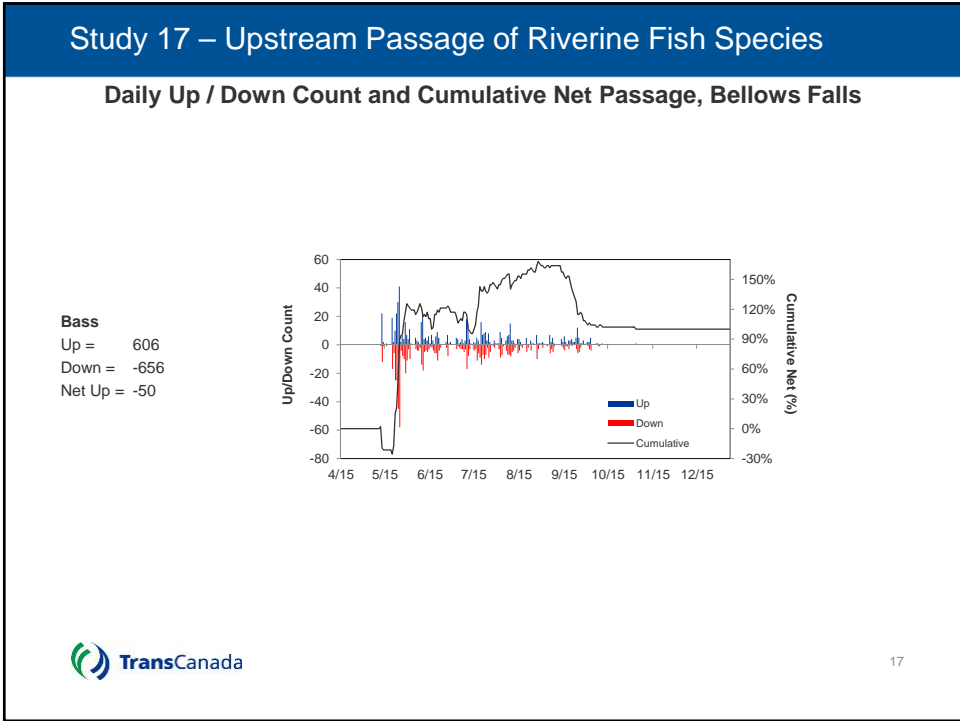 Study 17 – Upstream Passage of Riverine Fish Species
Daily Up / Down Count and Cumulative Net Passage, Bellows Falls
Bass
Up = 606
Down = -656
Net Up = -50
Up/Down Count
60
40
20
0
-20
-40
-60
-80
4/15 5/15 6/15 7/15 8/15 9/15 10/15 11/15 12/15
Up
Down
Cumulative
150%
120%
90%
60%
30%
0%
-30%
Cumulative Net (%)
TransCanada
17